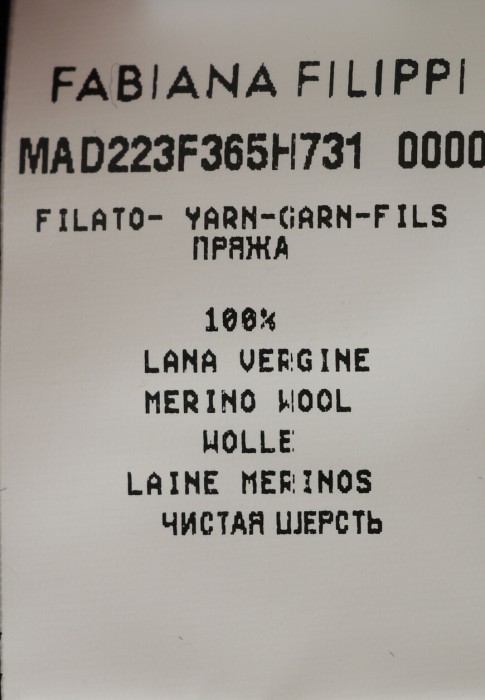 FABIANA FILIPPI
MAD223F365H731 0000
FILATO- YARN-GARN-FILS
ПРЯЖА
100%
LANA VERGINE
MERINO WOOL
WOLLE
LAINE MERINOS
ЧИСТАЯ ШЕРСТЬ